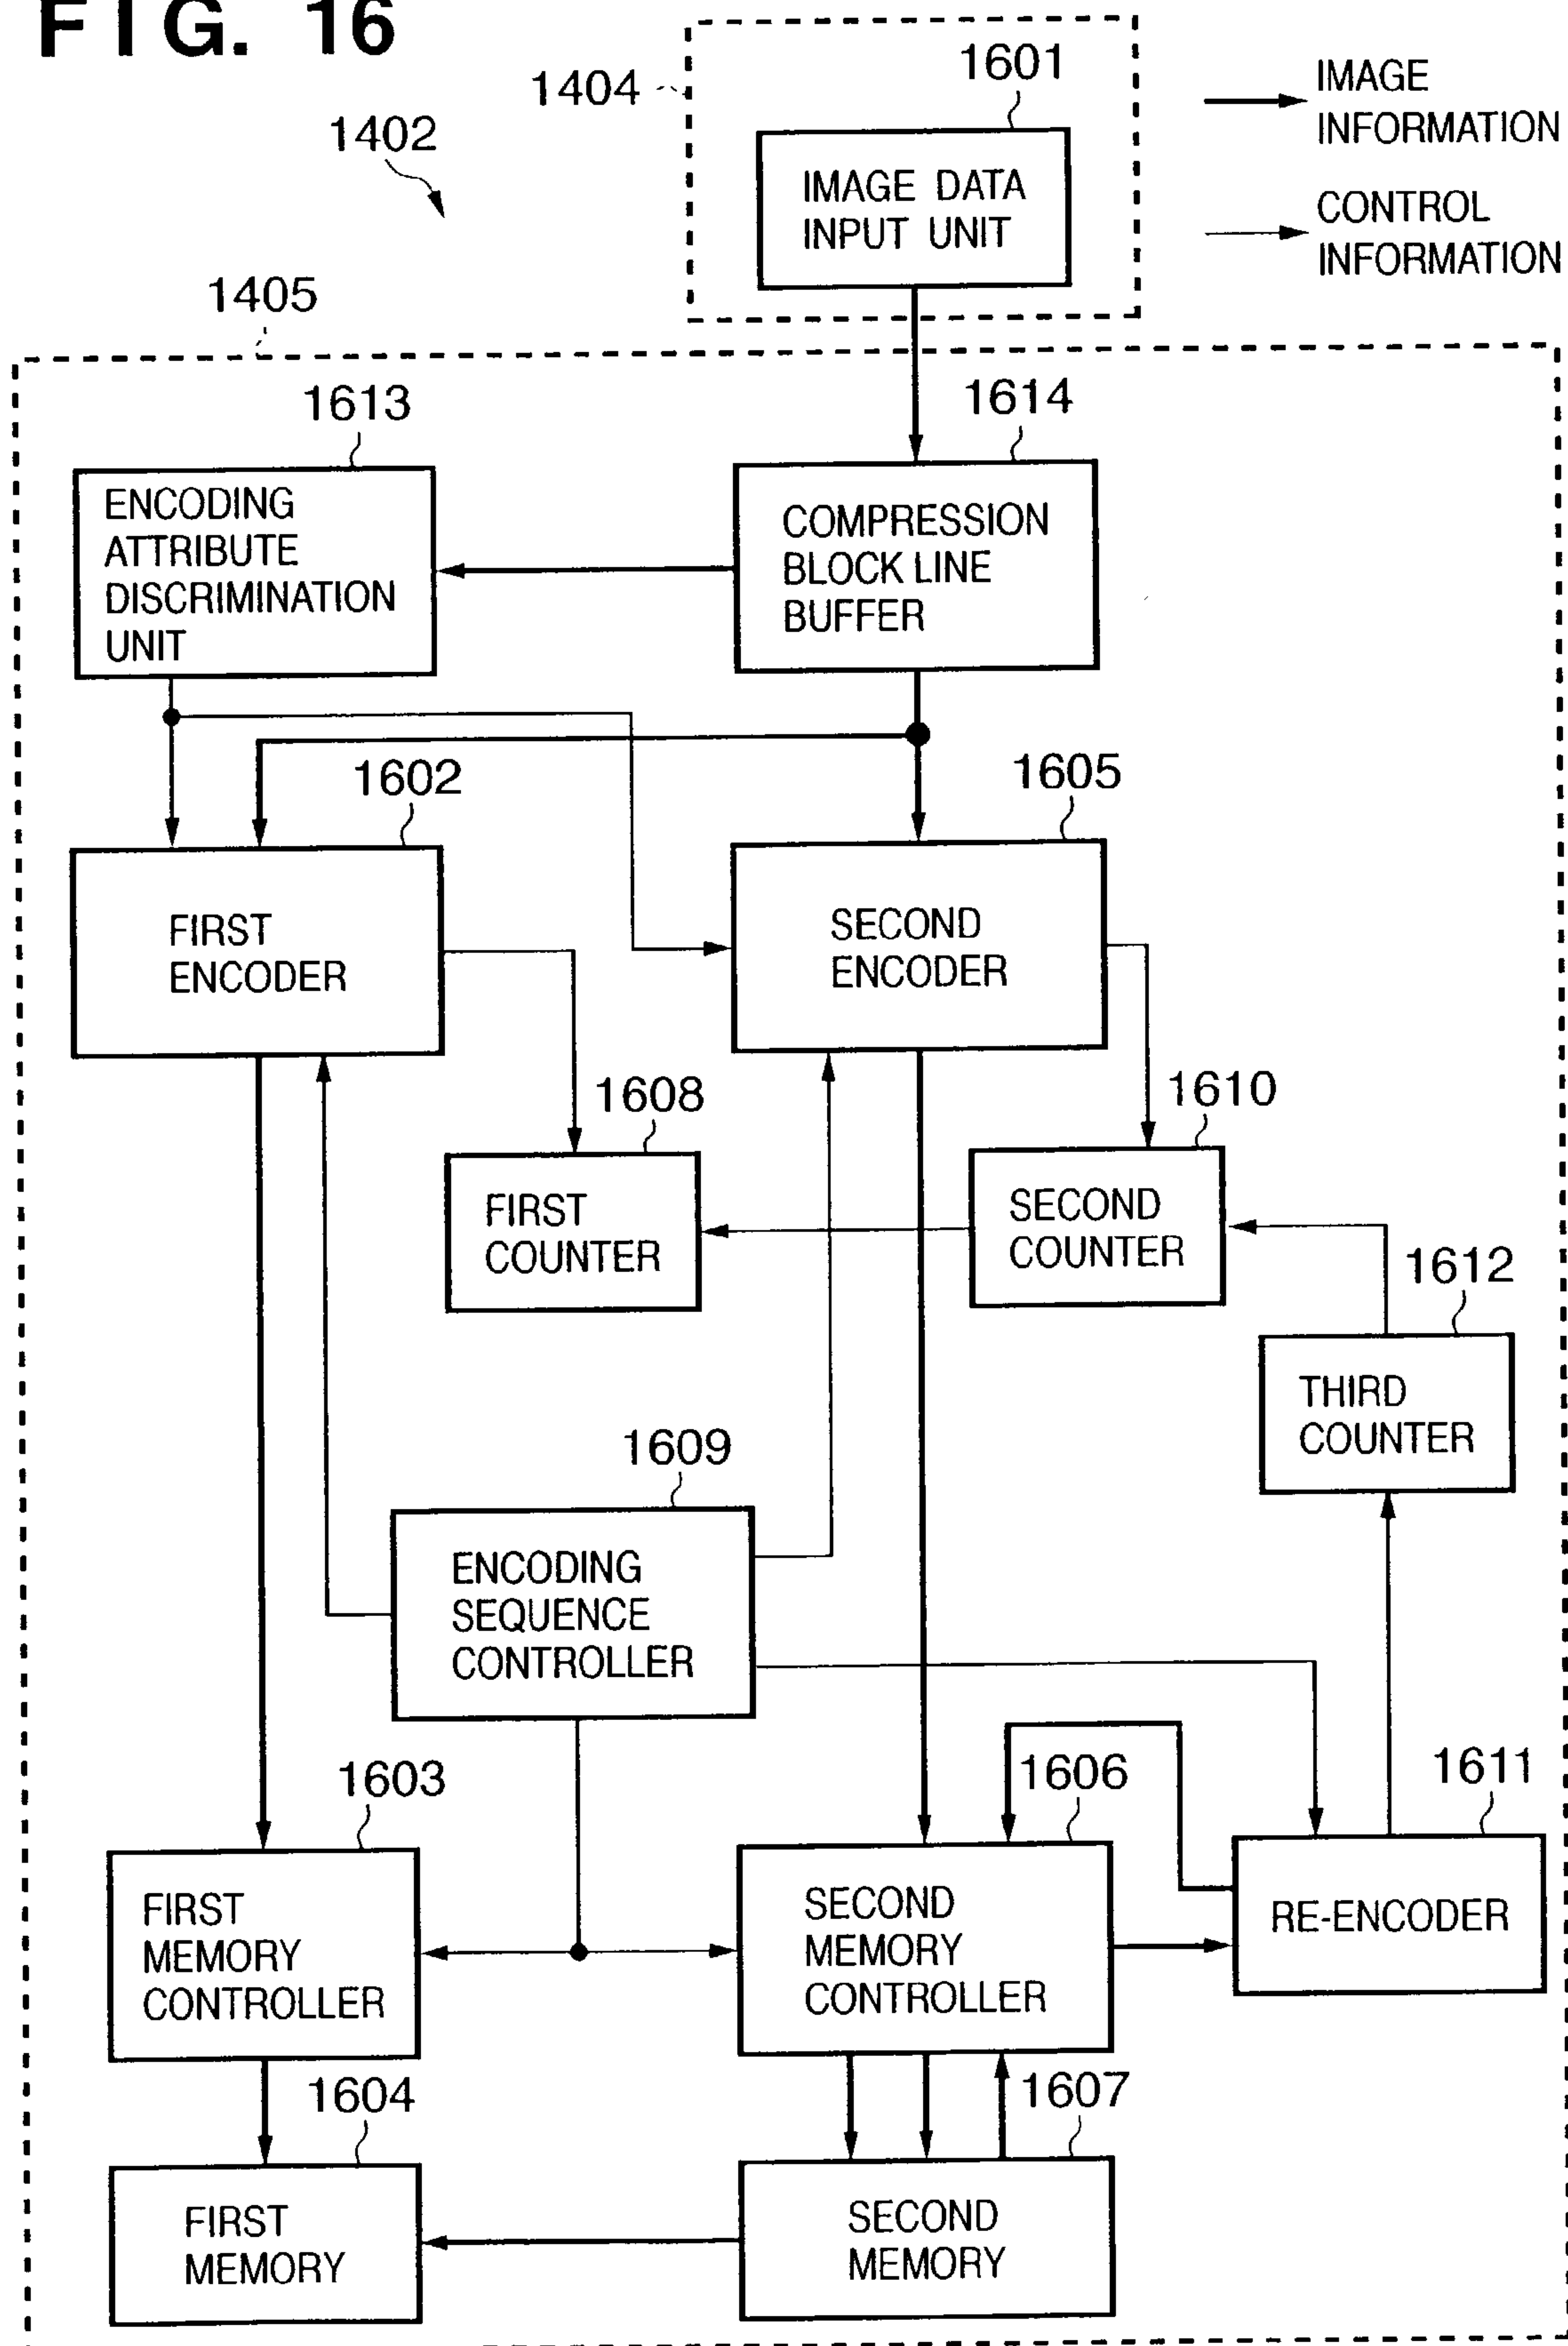 FIG. 16
1402
1404
1601
IMAGE DATA
INPUT UNIT
IMAGE
INFORMATION
CONTROL
INFORMATION
1405
1613
ENCODING
ATTRIBUTE
DISCRIMINATION
UNIT
1614
COMPRESSION
BLOCK LINE
BUFFER
1602
FIRST
ENCODER
1605
SECOND
ENCODER
1608
FIRST
COUNTER
1610
SECOND
COUNTER
1612
THIRD
COUNTER
1609
ENCODING
SEQUENCE
CONTROLLER
1603
FIRST
MEMORY
CONTROLLER
1606
SECOND
MEMORY
CONTROLLER
1611
RE-ENCODER
1604
FIRST
MEMORY
1607
SECOND
MEMORY